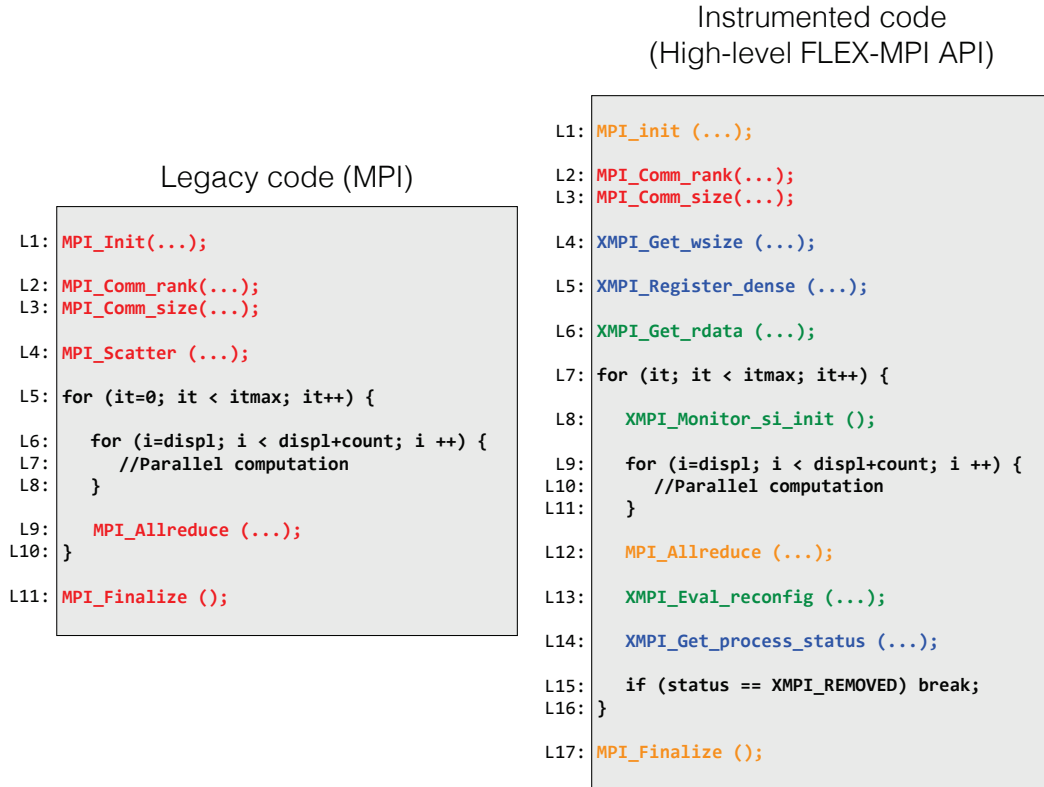 Legacy code (MPI)
L1: MPI_Init(...);
L2: MPI_Comm_rank(...);
L3: MPI_Comm_size(...);
L4: MPI_Scatter (...);
L5: for (it=0; it < itmax; it++) {
L6: for (i=displ; i < displ+count; i ++) {
L7: //Parallel computation
L8: }
L9: MPI_Allreduce (...);
L10: }
L11: MPI_Finalize ();
Instrumented code
(High-level FLEX-MPI API)
L1: MPI_init (...);
L2: MPI_Comm_rank(...);
L3: MPI_Comm_size(...);
L4: XMPI_Get_wsize (...);
L5: XMPI_Register_dense (...);
L6: XMPI_Get_rdata (...);
L7: for (it; it < itmax; it++) {
L8: XMPI_Monitor_si_init ();
L9: for (i=displ; i < displ+count; i ++) {
L10: //Parallel computation
L11: }
L12: MPI_Allreduce (...);
L13: XMPI_Eval_reconfig (...);
L14: XMPI_Get_process_status (...);
L15: if (status == XMPI_REMOVED) break;
L16: }
L17: MPI_Finalize ();